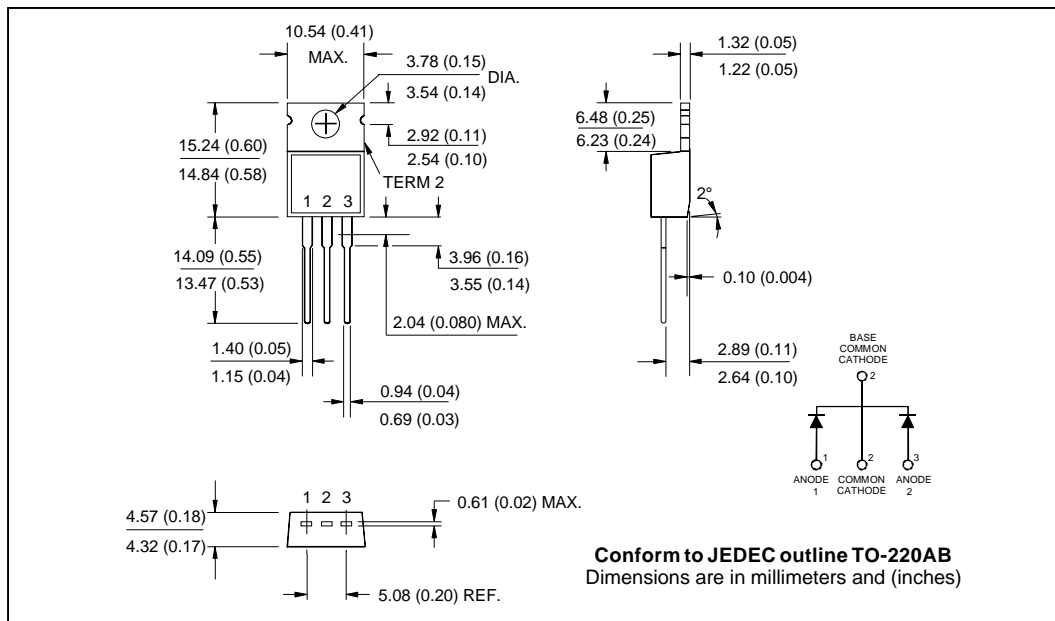 10.54 (0.41)
MAX.
3.78 (0.15)
3.54 (0.14)
DIA.
2.92 (0.11)
2.54 (0.10)
TERM 2
15.24 (0.60)
14.84 (0.58)
1 2 3
14.09 (0.55)
13.47 (0.53)
3.96 (0.16)
3.55 (0.14)
2.04 (0.080) MAX.
1.40 (0.05)
1.15 (0.04)
0.94 (0.04)
0.69 (0.03)
1.32 (0.05)
1.22 (0.05)
6.48 (0.25)
6.23 (0.24)
2°
0.10 (0.004)
2.89 (0.11)
2.64 (0.10)
BASE
COMMON
CATHODE
2
1
2
3
ANODE
1
COMMON
CATHODE
ANODE
2
1 2 3
0.61 (0.02) MAX.
4.57 (0.18)
4.32 (0.17)
5.08 (0.20) REF.
Conform to JEDEC outline TO-220AB
Dimensions are in millimeters and (inches)